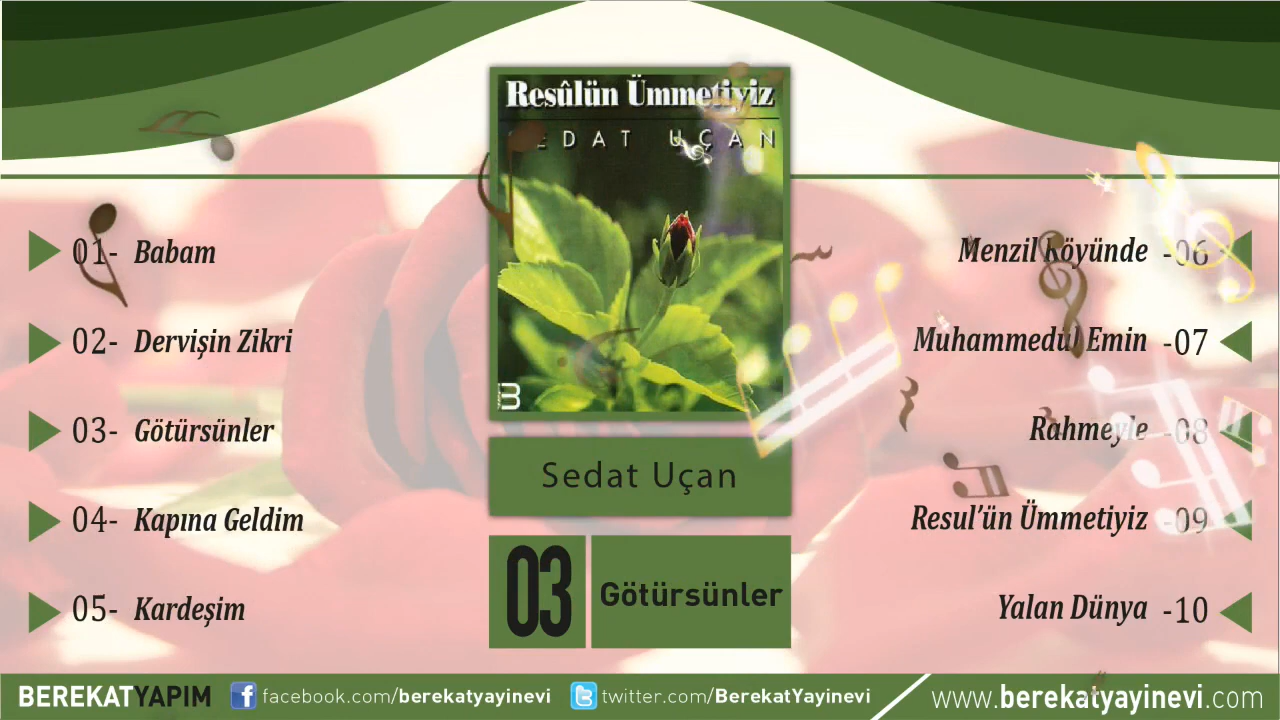 Resûlün Ümmetiyiz
SEDAT UÇAN
01- Babam
02- Dervişin Zikri
03- Götürsünler
04- Kapına Geldim
05- Kardeşim
Menzil Köyünde -06
Muhammedül Emin -07
Rahmeyle -08
Resul’ün Ümmetiyiz -09
Yalan Dünya -10
Sedat Uçan
03 Götürsünler
BEREKATYAPIM facebook.com/berekatyayinevi twitter.com/BerekatYayinevi www.berekatyayinevi.com